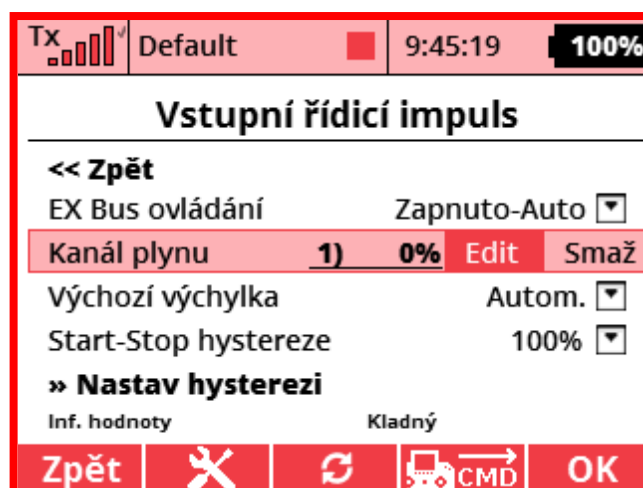 Tx Default 9:45:19 100%
Vstupní řídicí impuls
<< Zpět
EX Bus ovládání Zapnuto-Auto
Kanál plynu 1) 0% Edit Smaž
Výchozí výchylka Autom.
Start-Stop hystereze 100%
» Nastav hysterezi
Inf. hodnoty Kladný
Zpět CMD OK